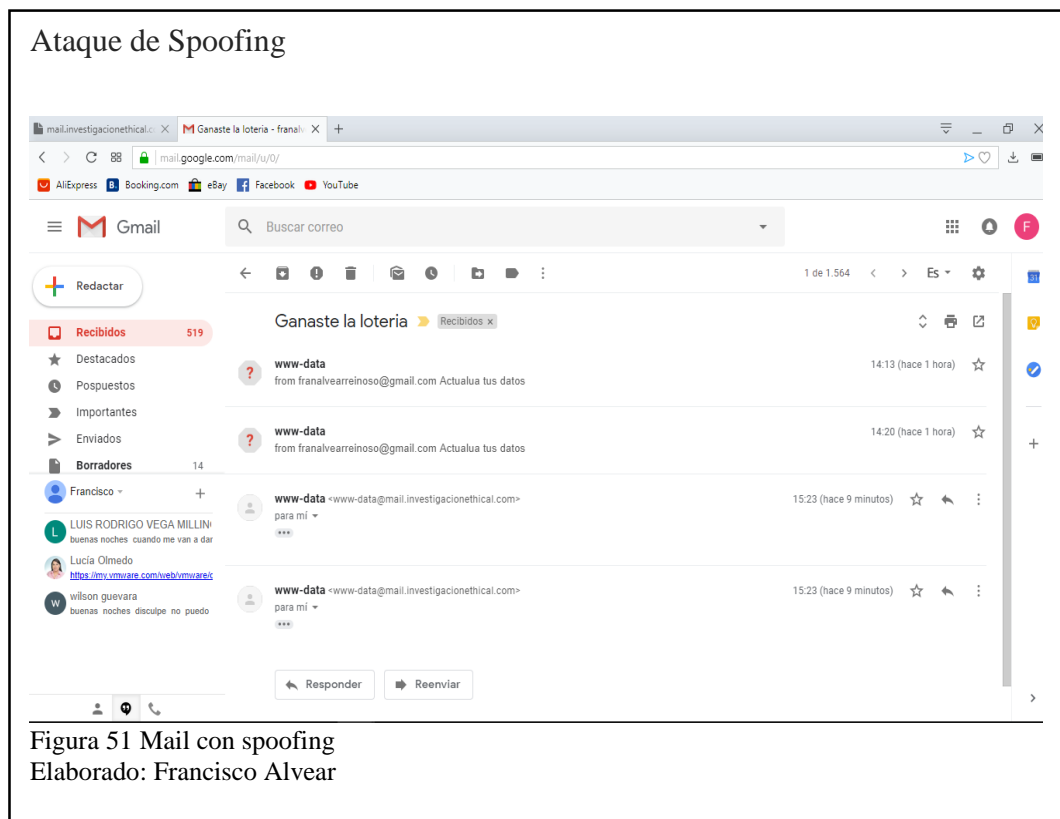 Ataque de Spoofing
mail.investigacionethical.c
Ganaste la loteria - franalv
mail.google.com/mail/u/0/
AliExpress B. Booking.com eBay Facebook YouTube
Gmail
Buscar correo
F
Redactar
1 de 1.564
Es
31
Ganaste la loteria
Recibidos x
Recibidos 519
Destacados
Pospuestos
Importantes
Enviados
Borradores 14
Francisco
L
LUIS RODRIGO VEGA MILLIN
buenas noches cuando me van a dar
Lucía Olmedo
https://my.vmware.com/web/vmware/c
w
wilson guevara
buenas noches disculpe no puedo
? www-data 14:13 (hace 1 hora)
from franalvearreinoso@gmail.com Actualua tus datos
? www-data 14:20 (hace 1 hora)
from franalvearreinoso@gmail.com Actualua tus datos
www-data <www-data@mail.investigacionethical.com> 15:23 (hace 9 minutos)
para mí
www-data <www-data@mail.investigacionethical.com> 15:23 (hace 9 minutos)
para mí
Responder
Reenviar
Figura 51 Mail con spoofing
Elaborado: Francisco Alvear